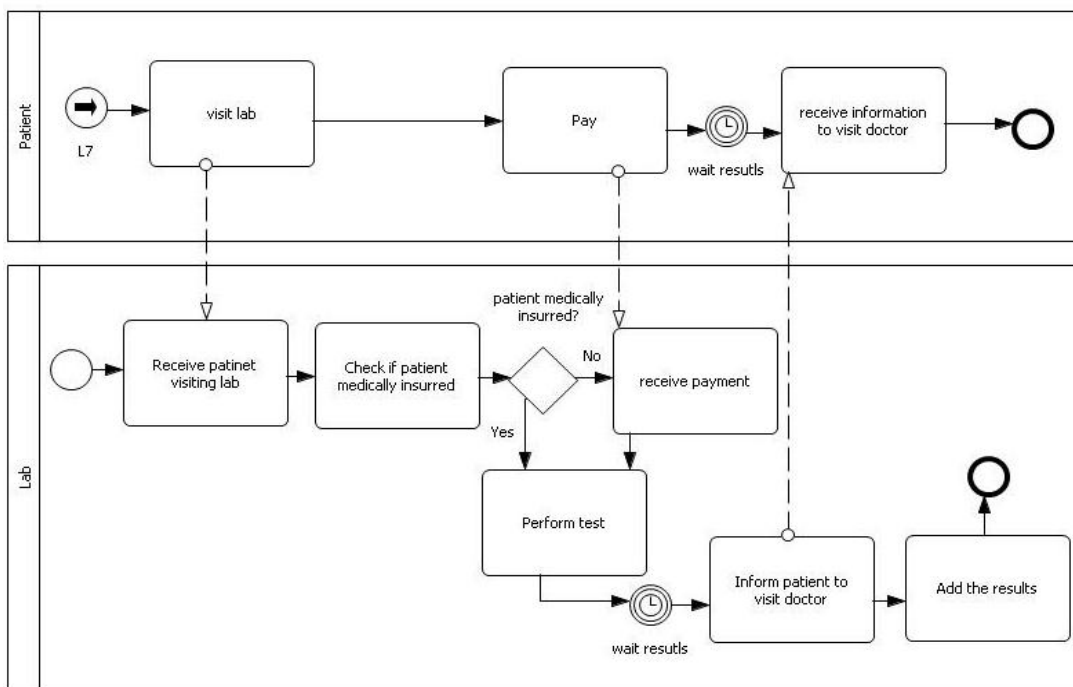 Patient
L7
visit lab
Pay
wait resutls
receive information
to visit doctor
Lab
Receive patinet
visiting lab
Check if patient
medically insurred
patient medically
insurred?
No
Yes
receive payment
Perform test
wait resutls
Inform patient to
visit doctor
Add the results